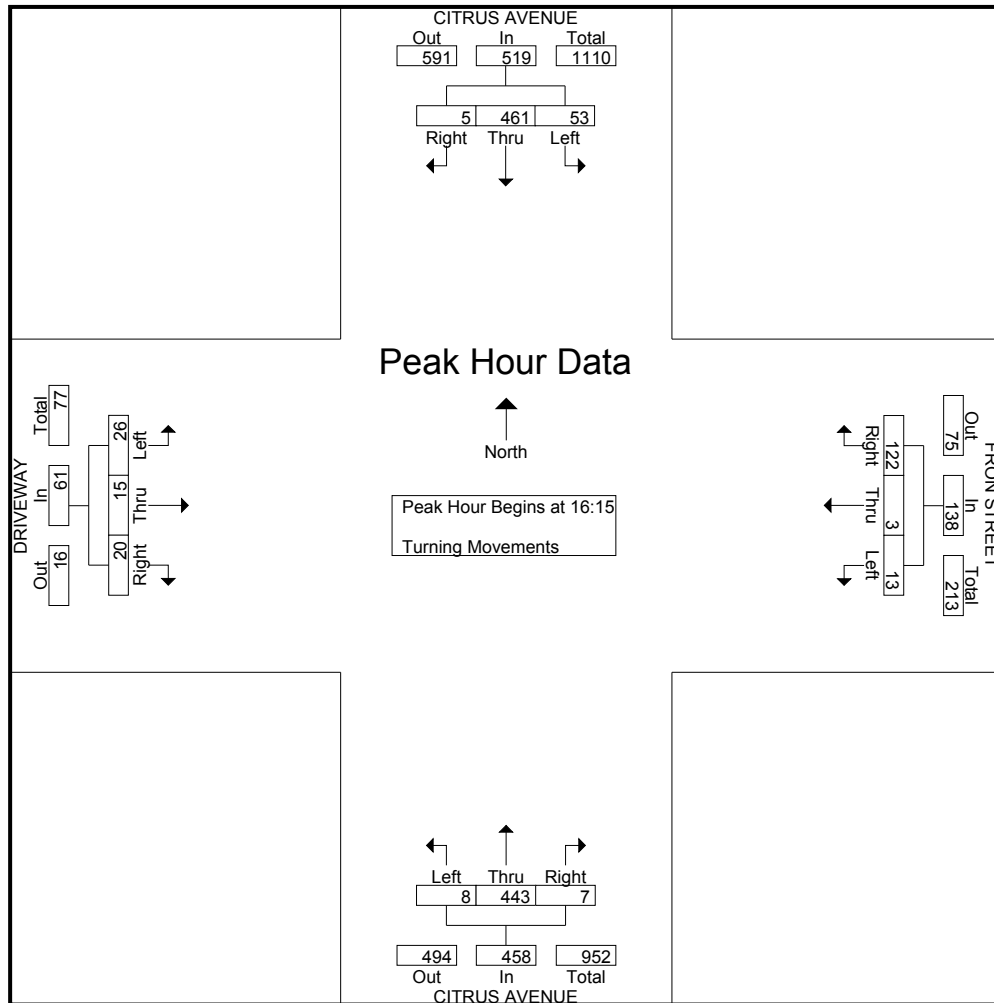 CITRUS AVENUE
Out In Total
591 519 1110
5 461 53
Right Thru Left
Peak Hour Data
North
Peak Hour Begins at 16:15
Turning Movements
DRIVEWAY
Out In Total
16 61 77
20 15 26
Right Thru Left
FRON STREET
Out In Total
75 138 213
122 3 13
Right Thru Left
Left Thru Right
8 443 7
494 458 952
Out In Total
CITRUS AVENUE